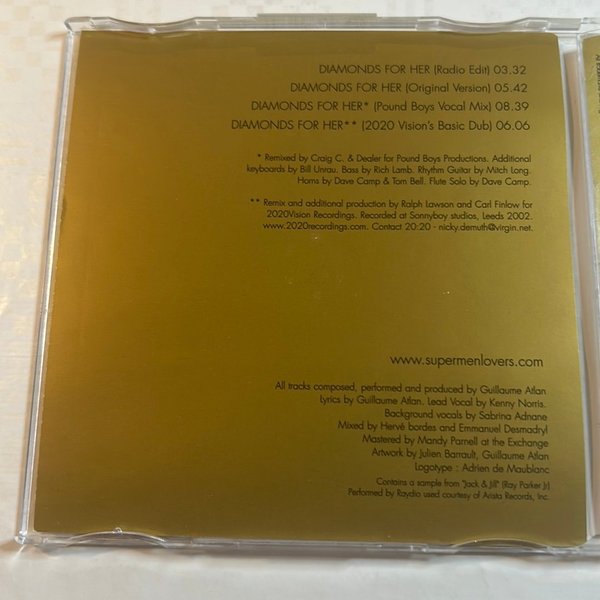 DIAMONDS FOR HER (Radio Edit) 03.32
DIAMONDS FOR HER (Original Version) 05.42
DIAMONDS FOR HER* (Pound Boys Vocal Mix) 08.39
DIAMONDS FOR HER** (2020 Vision's Basic Dub) 06.06
* Remixed by Craig C. & Dealer for Pound Boys Productions. Additional
keyboards by Bill Unrau. Bass by Rich Lamb. Rhythm Guitar by Mitch Long.
Horns by Dave Camp & Tom Bell. Flute Solo by Dave Camp.
** Remix and additional production by Ralph Lawson and Carl Finlow for
2020Vision Recordings. Recorded at Sonnyboy studios, Leeds 2002.
www.2020recordings.com. Contact 20:20 - nicky.demuth@virgin.net.
www.supermenlovers.com
All tracks composed, performed and produced by Guillaume Atlan
Lyrics by Guillaume Atlan. Lead Vocal by Kenny Norris.
Background vocals by Sabrina Adnane
Mixed by Hervé bordes and Emmanuel Desmadryl
Mastered by Mandy Parnell at the Exchange
Artwork by Julien Barrault, Guillaume Atlan
Logotype : Adrien de Maublanc
Contains a sample from "Jack & Jill" (Ray Parker Jr)
Performed by Raydio used courtesy of Arista Records, Inc.